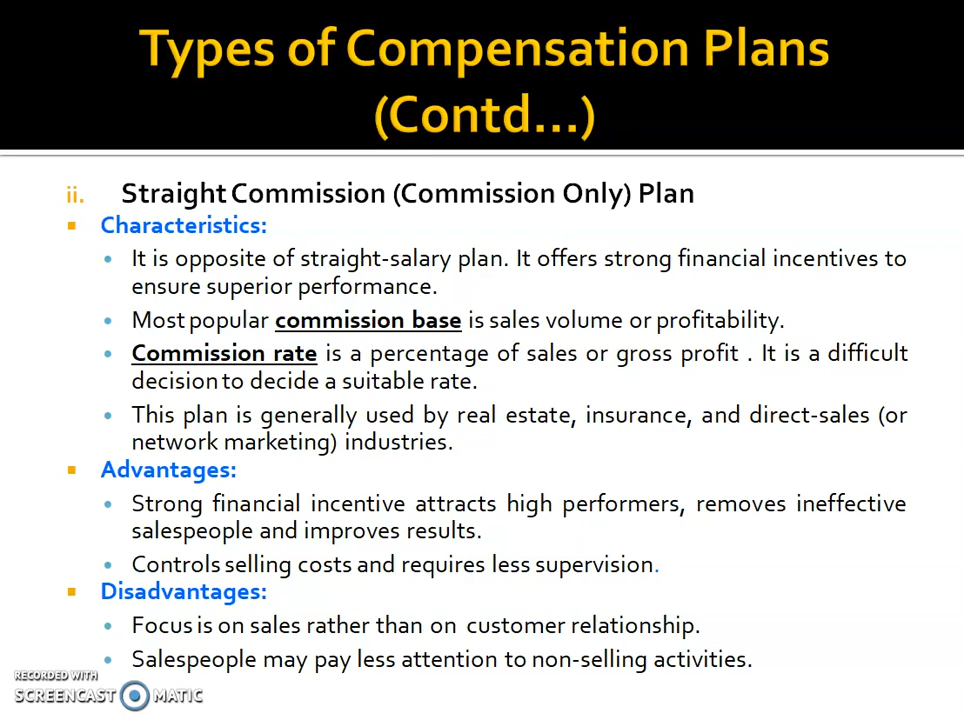 Types of Compensation Plans
(Contd...)
ii. Straight Commission (Commission Only) Plan
Characteristics:
It is opposite of straight-salary plan. It offers strong financial incentives to
ensure superior performance.
Most popular commission base is sales volume or profitability.
Commission rate is a percentage of sales or gross profit . It is a difficult
decision to decide a suitable rate.
This plan is generally used by real estate, insurance, and direct-sales (or
network marketing) industries.
Advantages:
Strong financial incentive attracts high performers, removes ineffective
salespeople and improves results.
Controls selling costs and requires less supervision.
Disadvantages:
Focus is on sales rather than on customer relationship.
Salespeople may pay less attention to non-selling activities.
RECORDED WITH
SCREENCAST MATIC